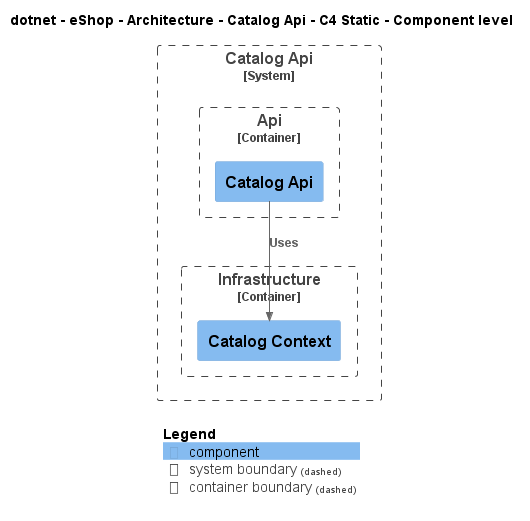 dotnet - eShop - Architecture - Catalog Api - C4 Static - Component level
Catalog Api
[System]
Api
[Container]
Catalog Api
Uses
Infrastructure
[Container]
Catalog Context
Legend
component
system boundary (dashed)
container boundary (dashed)